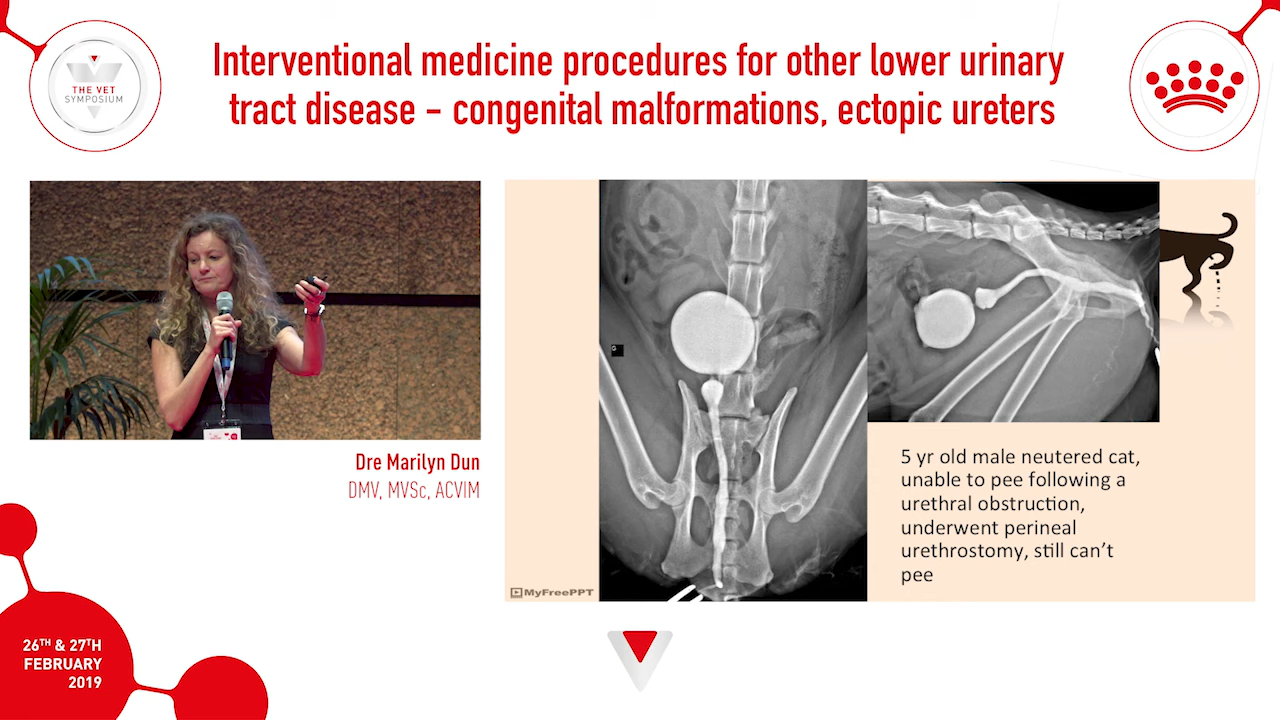 Interventional medicine procedures for other lower urinary
tract disease – congenital malformations, ectopic ureters
THE VET
SYMPOSIUM
Dre Marilyn Dun
DMV, MVSc, ACVIM
5 yr old male neutered cat,
unable to pee following a
urethral obstruction,
underwent perineal
urethrostomy, still can't
pee
MyFreePPT
26TH & 27TH
FEBRUARY
2019